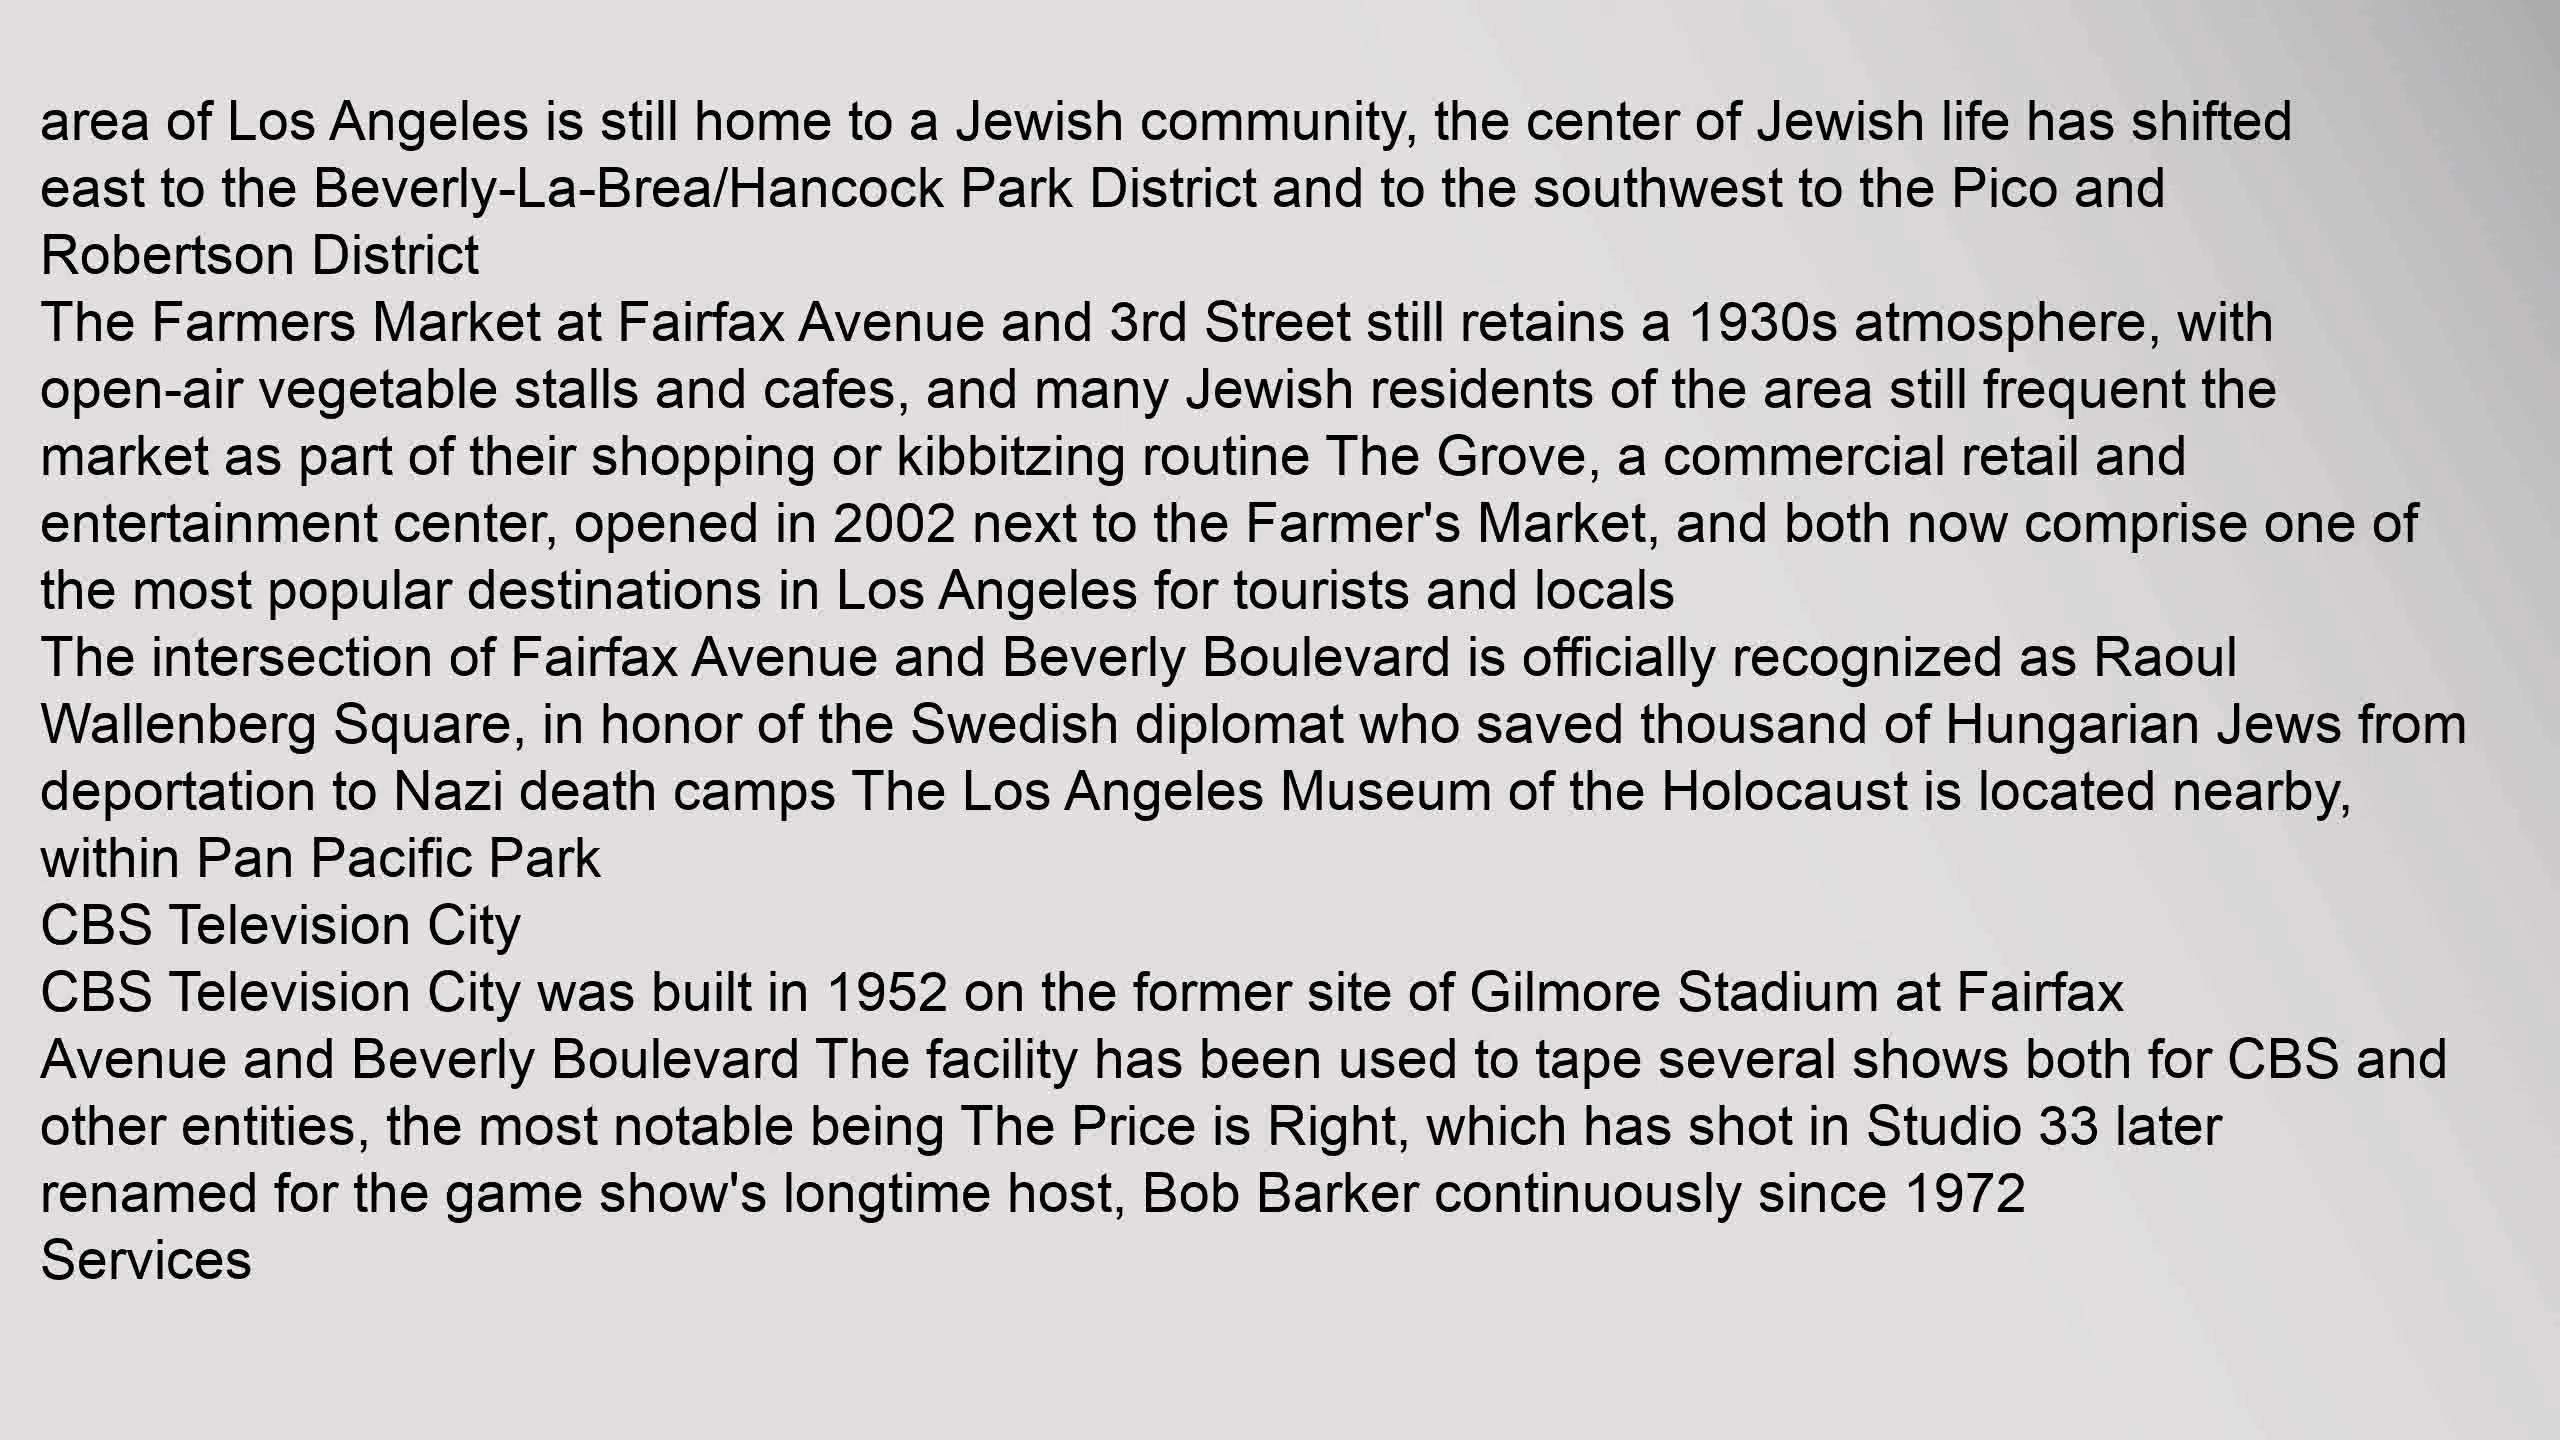 area of Los Angeles is still home to a Jewish community, the center of Jewish life has shifted
east to the Beverly-La-Brea/Hancock Park District and to the southwest to the Pico and
Robertson District
The Farmers Market at Fairfax Avenue and 3rd Street still retains a 1930s atmosphere, with
open-air vegetable stalls and cafes, and many Jewish residents of the area still frequent the
market as part of their shopping or kibbitzing routine The Grove, a commercial retail and
entertainment center, opened in 2002 next to the Farmer's Market, and both now comprise one of
the most popular destinations in Los Angeles for tourists and locals
The intersection of Fairfax Avenue and Beverly Boulevard is officially recognized as Raoul
Wallenberg Square, in honor of the Swedish diplomat who saved thousand of Hungarian Jews from
deportation to Nazi death camps The Los Angeles Museum of the Holocaust is located nearby,
within Pan Pacific Park
CBS Television City
CBS Television City was built in 1952 on the former site of Gilmore Stadium at Fairfax
Avenue and Beverly Boulevard The facility has been used to tape several shows both for CBS and
other entities, the most notable being The Price is Right, which has shot in Studio 33 later
renamed for the game show's longtime host, Bob Barker continuously since 1972
Services